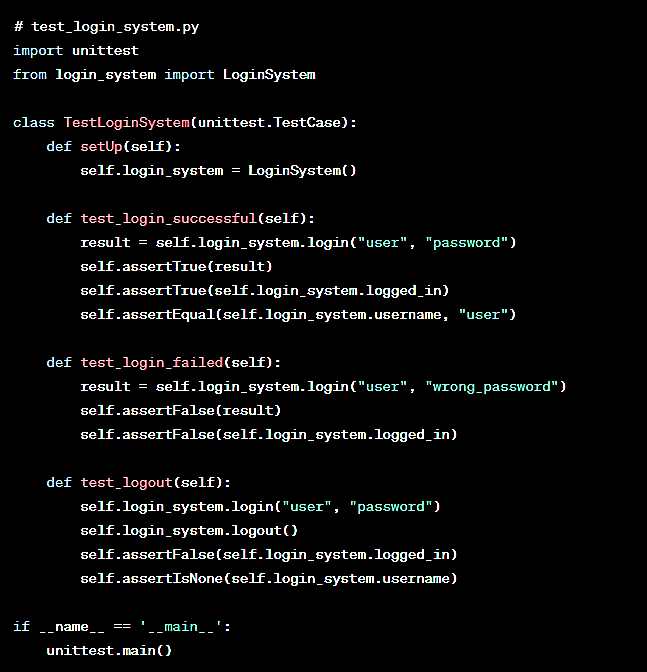 # test_login_system.py
import unittest
from login_system import LoginSystem

class TestLoginSystem(unittest.TestCase):
    def setUp(self):
        self.login_system = LoginSystem()

    def test_login_successful(self):
        result = self.login_system.login("user", "password")
        self.assertTrue(result)
        self.assertTrue(self.login_system.logged_in)
        self.assertEqual(self.login_system.username, "user")

    def test_login_failed(self):
        result = self.login_system.login("user", "wrong_password")
        self.assertFalse(result)
        self.assertFalse(self.login_system.logged_in)

    def test_logout(self):
        self.login_system.login("user", "password")
        self.login_system.logout()
        self.assertFalse(self.login_system.logged_in)
        self.assertIsNone(self.login_system.username)

if __name__ == '__main__':
    unittest.main()